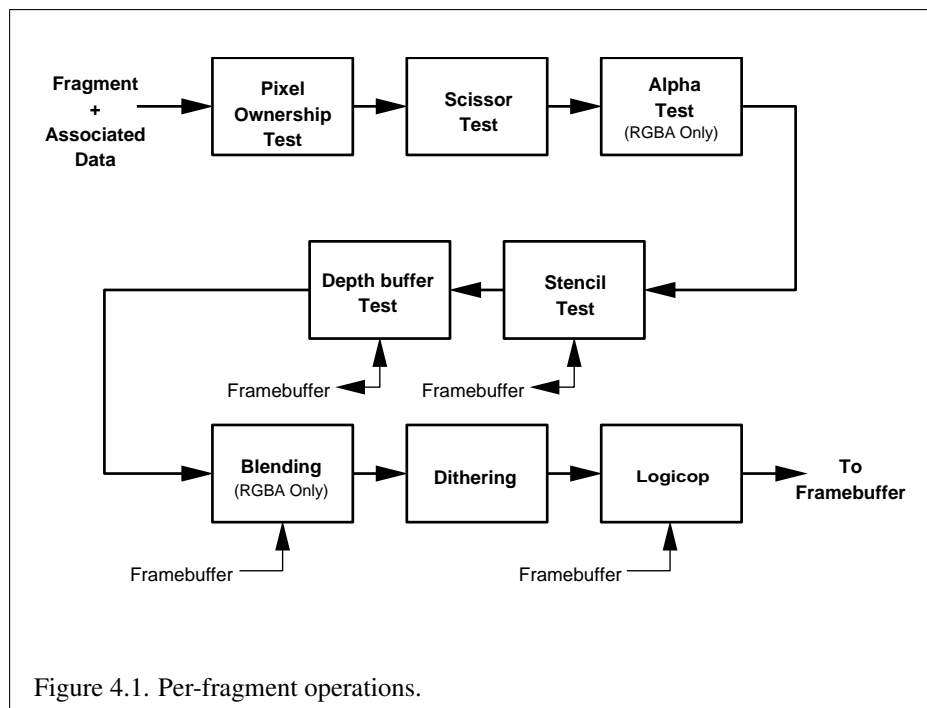 Fragment
+
Associated
Data
Pixel
Ownership
Test
Scissor
Test
Alpha
Test
(RGBA Only)
Depth buffer
Test
Stencil
Test
Framebuffer
Framebuffer
Blending
(RGBA Only)
Dithering
Logicop
To
Framebuffer
Framebuffer
Framebuffer
Figure 4.1. Per-fragment operations.